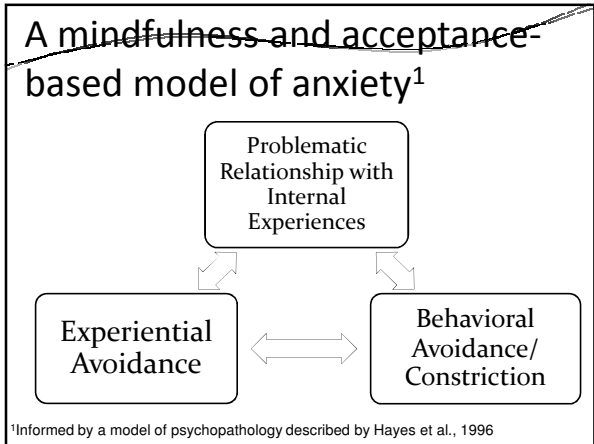 A mindfulness and acceptance-
based model of anxiety¹
Problematic
Relationship with
Internal
Experiences
Experiential
Avoidance
Behavioral
Avoidance/
Constriction
¹Informed by a model of psychopathology described by Hayes et al., 1996